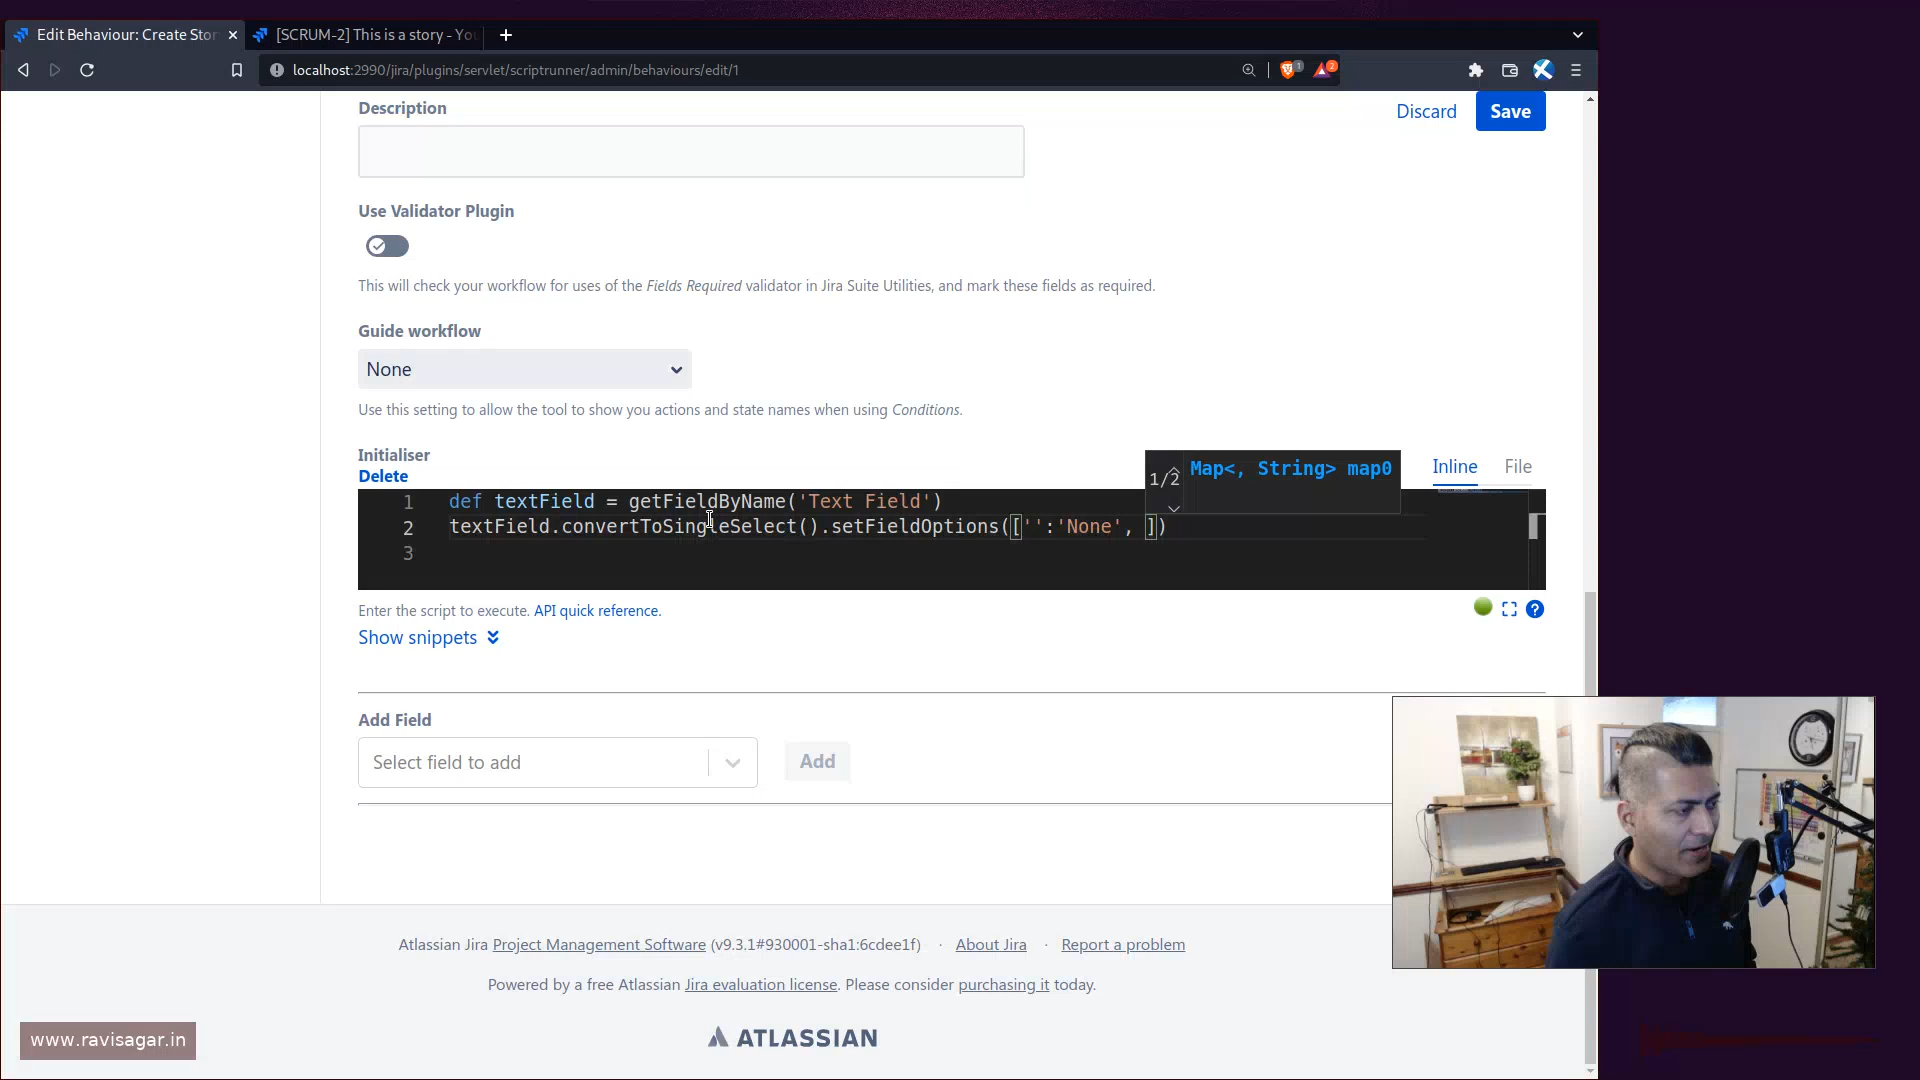 Edit Behaviour: Create Stor
[SCRUM-2] This is a story - You
localhost:2990/jira/plugins/servlet/scriptrunner/admin/behaviours/edit/1
1
2
Description
Discard
Save
Use Validator Plugin
This will check your workflow for uses of the Fields Required validator in Jira Suite Utilities, and mark these fields as required.
Guide workflow
None
Use this setting to allow the tool to show you actions and state names when using Conditions.
Initialiser
Delete
1/2 Map<, String> map0
Inline
File
1 def textField = getFieldByName('Text Field')
2 textField.convertToSingleSelect().setFieldOptions(['':'None', ])
3
Enter the script to execute. API quick reference.
Show snippets
Add Field
Select field to add
Add
Atlassian Jira Project Management Software (v9.3.1#930001-sha1:6cdee1f) · About Jira · Report a problem
Powered by a free Atlassian Jira evaluation license. Please consider purchasing it today.
ATLASSIAN
www.ravisagar.in